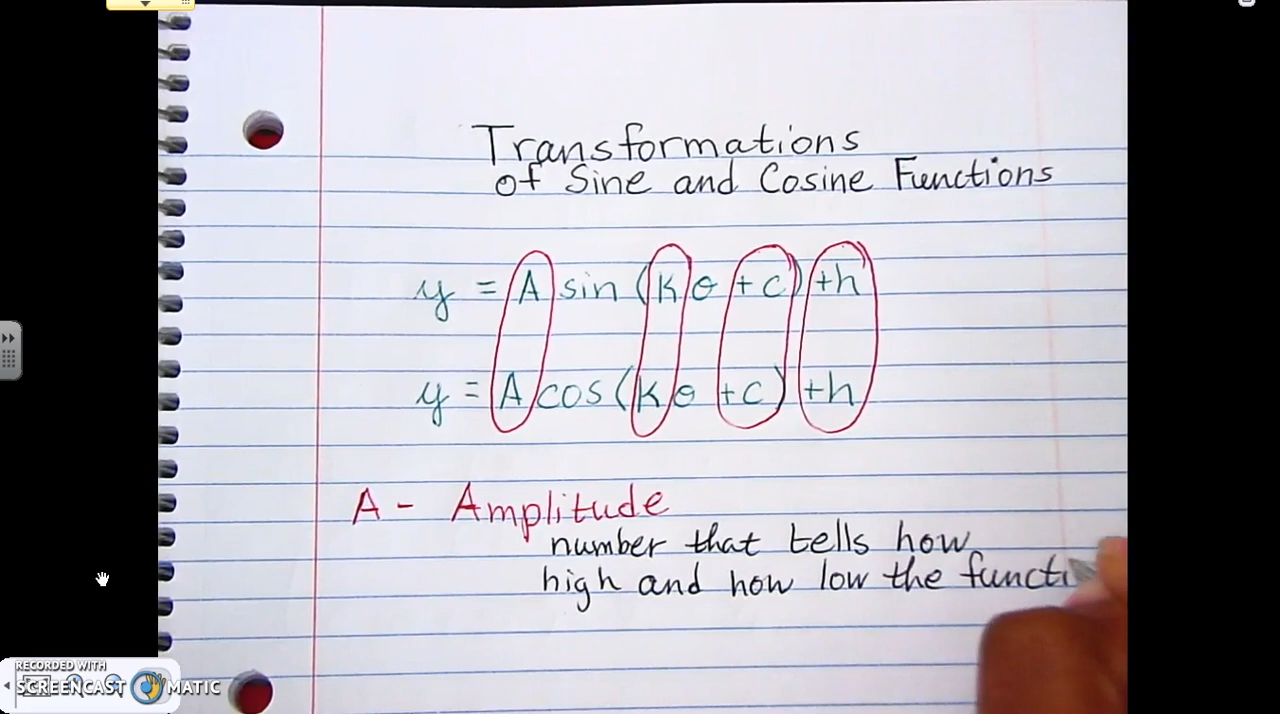 Transformations
of Sine and Cosine Functions
y = A sin (kθ + c) + h
y = A cos (kθ + c) + h
A - Amplitude
number that tells how
high and how low the functi
RECORDED WITH
SCREENCAST MATIC